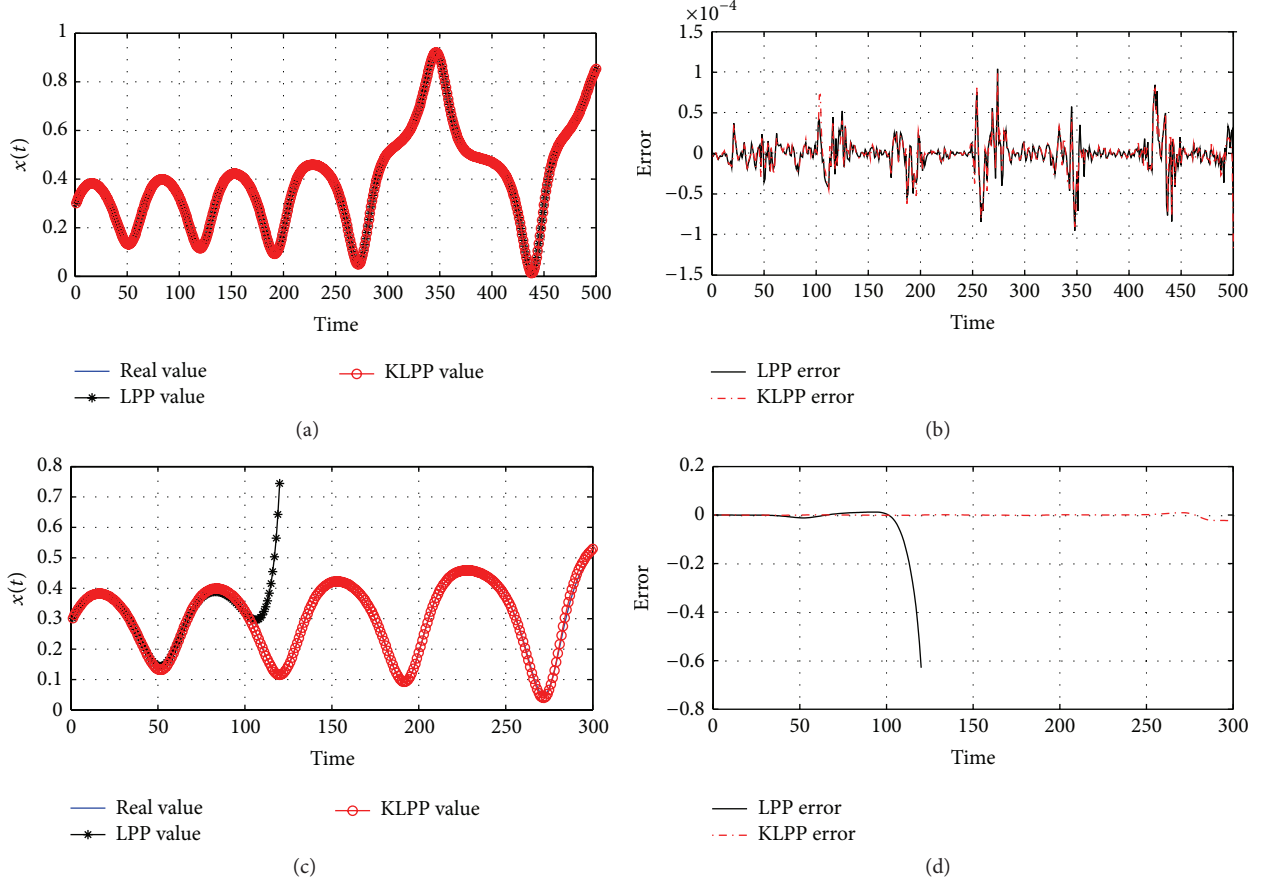 1
0.8
0.6
0.4
0.2
0
x(t)
0 50 100 150 200 250 300 350 400 450 500
Time
Real value
LPP value
KLPP value
(a)
×10−4
1.5
1
0.5
0
−0.5
−1
−1.5
Error
0 50 100 150 200 250 300 350 400 450 500
Time
LPP error
KLPP error
(b)
0.8
0.7
0.6
0.5
0.4
0.3
0.2
0.1
0
x(t)
0 50 100 150 200 250 300
Time
Real value
LPP value
KLPP value
(c)
0.2
0
−0.2
−0.4
−0.6
−0.8
Error
0 50 100 150 200 250 300
Time
LPP error
KLPP error
(d)